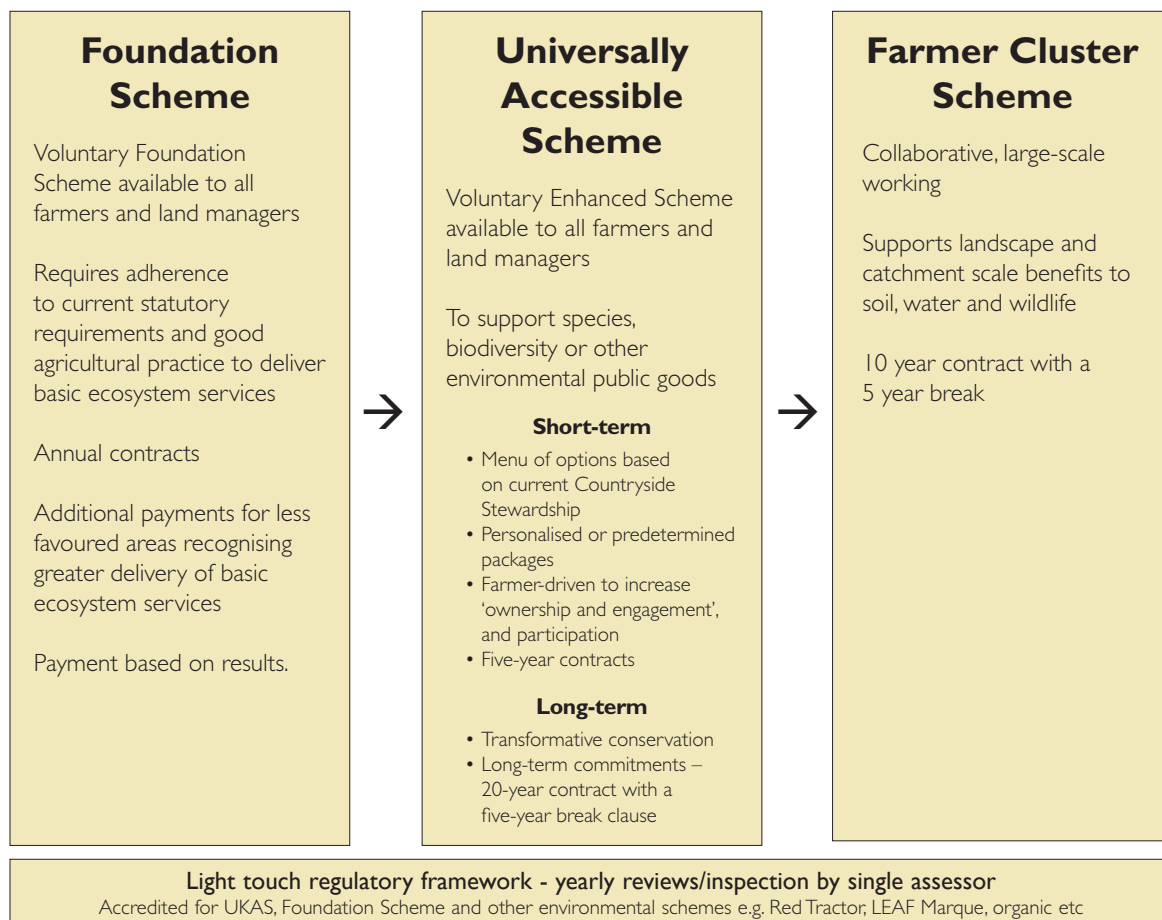 Foundation
Scheme
Voluntary Foundation
Scheme available to all
farmers and land managers
Requires adherence
to current statutory
requirements and good
agricultural practice to deliver
basic ecosystem services
Annual contracts
Additional payments for less
favoured areas recognising
greater delivery of basic
ecosystem services
Payment based on results.
→
Universally
Accessible
Scheme
Voluntary Enhanced Scheme
available to all farmers and
land managers
To support species,
biodiversity or other
environmental public goods
Short-term
• Menu of options based
on current Countryside
Stewardship
• Personalised or predetermined
packages
• Farmer-driven to increase
‘ownership and engagement’,
and participation
• Five-year contracts
Long-term
• Transformative conservation
• Long-term commitments –
20-year contract with a
five-year break clause
→
Farmer Cluster
Scheme
Collaborative, large-scale
working
Supports landscape and
catchment scale benefits to
soil, water and wildlife
10 year contract with a
5 year break
Light touch regulatory framework - yearly reviews/inspection by single assessor
Accredited for UKAS, Foundation Scheme and other environmental schemes e.g. Red Tractor, LEAF Marque, organic etc